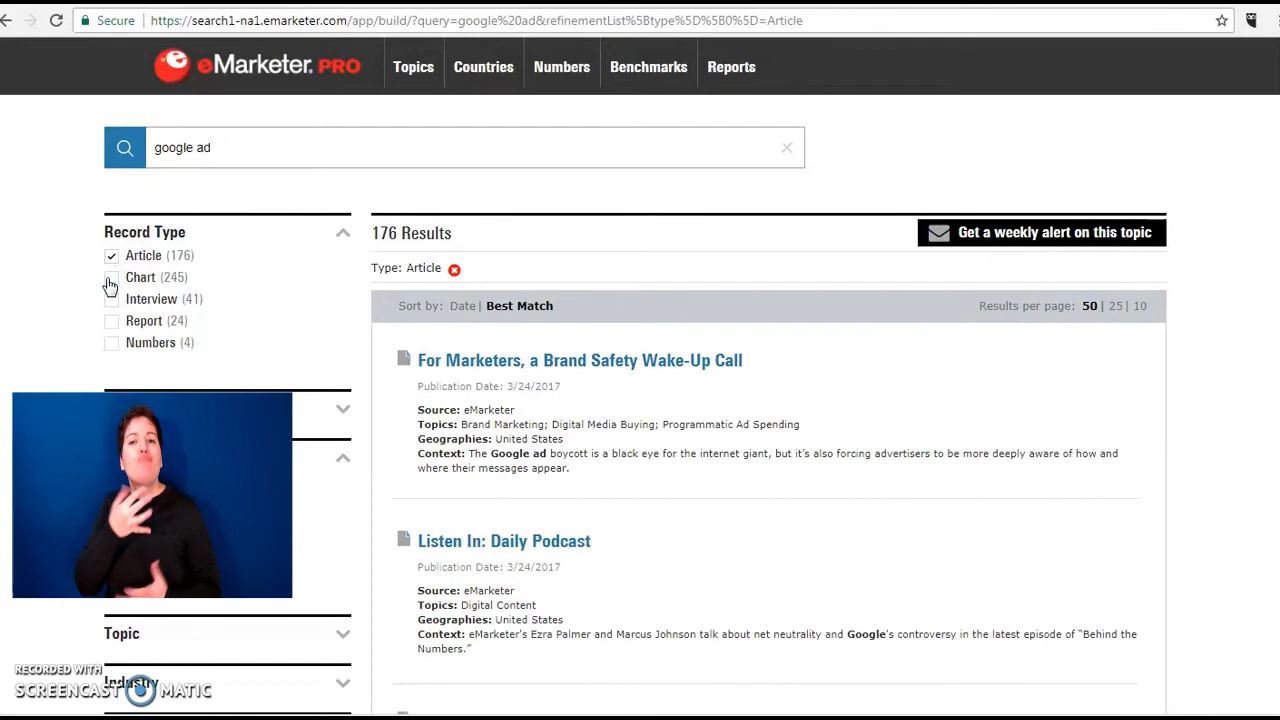 Secure https://search1-na1.emarketer.com/app/build/?query=google%20ad&refinementList%5Btype%5D%5B0%5D=Article
e eMarketer. PRO Topics Countries Numbers Benchmarks Reports
google ad
Record Type
Article (176)
Chart (245)
Interview (41)
Report (24)
Numbers (4)
Topic
Industry
176 Results
Get a weekly alert on this topic
Type: Article
Sort by: Date | Best Match
Results per page: 50 | 25 | 10
For Marketers, a Brand Safety Wake-Up Call
Publication Date: 3/24/2017
Source: eMarketer
Topics: Brand Marketing; Digital Media Buying; Programmatic Ad Spending
Geographies: United States
Context: The Google ad boycott is a black eye for the internet giant, but it's also forcing advertisers to be more deeply aware of how and
where their messages appear.
Listen In: Daily Podcast
Publication Date: 3/24/2017
Source: eMarketer
Topics: Digital Content
Geographies: United States
Context: eMarketer's Ezra Palmer and Marcus Johnson talk about net neutrality and Google's controversy in the latest episode of "Behind the
Numbers."
RECORDED WITH
SCREENCAST MATIC